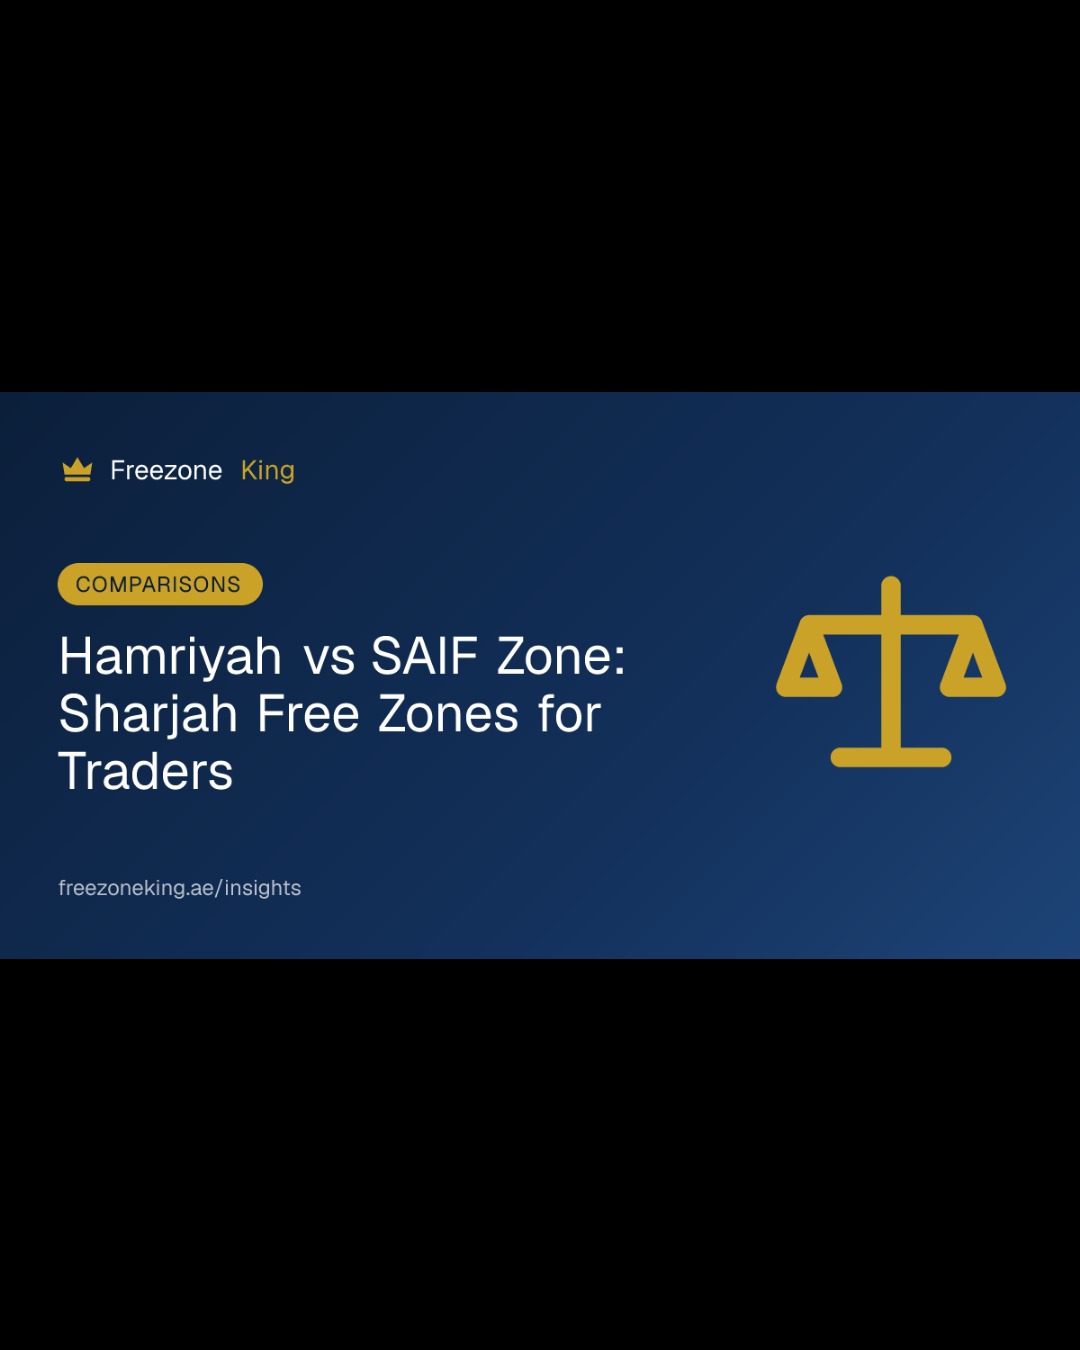 Freezone King
COMPARISONS
Hamriyah vs SAIF Zone:
Sharjah Free Zones for
Traders
freezoneking.ae/insights